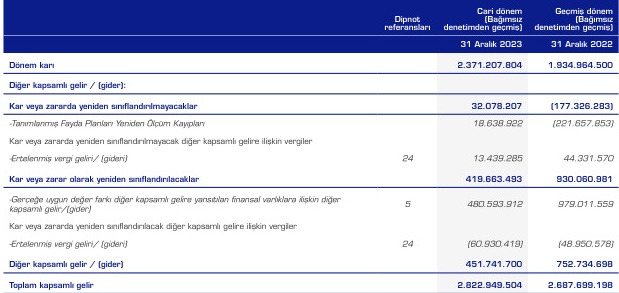 Dipnot referansları Cari dönem (Bağımsız denetimden geçmiş) Geçmiş dönem (Bağımsız denetimden geçmiş)
31 Aralık 2023 31 Aralık 2022
Dönem karı 2.371.207.804 1.934.964.500
Diğer kapsamlı gelir / (gider):
Kar veya zararda yeniden sınıflandırılmayacaklar 32.078.207 (177.326.283)
-Tanımlanmış Fayda Planları Yeniden Ölçüm Kayıpları 18.638.922 (221.657.853)
Kar veya zararda yeniden sınıflandırılmayacak diğer kapsamlı gelire ilişkin vergiler
-Ertelenmiş vergi geliri/ (gideri) 24 13.439.285 44.331.570
Kar veya zarar olarak yeniden sınıflandırılacaklar 419.663.493 930.060.981
-Gerçeğe uygun değer farkı diğer kapsamlı gelire yansıtılan finansal varlıklara ilişkin diğer
kapsamlı gelir/(gider) 5 480.593.912 979.011.559
Kar veya zararda yeniden sınıflandırılacak diğer kapsamlı gelire ilişkin vergiler
-Ertelenmiş vergi geliri/ (gideri) 24 (60.930.419) (48.950.578)
Diğer kapsamlı gelir / (gider) 451.741.700 752.734.698
Toplam kapsamlı gelir 2.822.949.504 2.687.699.198